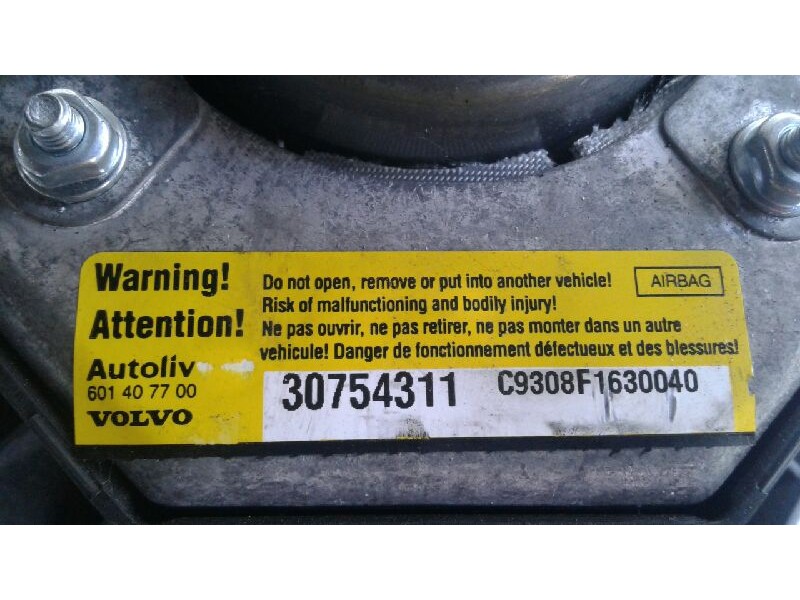 Warning!
Attention!
Do not open, remove or put into another vehicle!
AIRBAG
Risk of malfunctioning and bodily injury!
Ne pas ouvrir, ne pas retirer, ne pas monter dans un autre
vehicule! Danger de fonctionnement défectueux et des blessures!
Autoliv
601 40 77 00
VOLVO
30754311
C9308F1630040